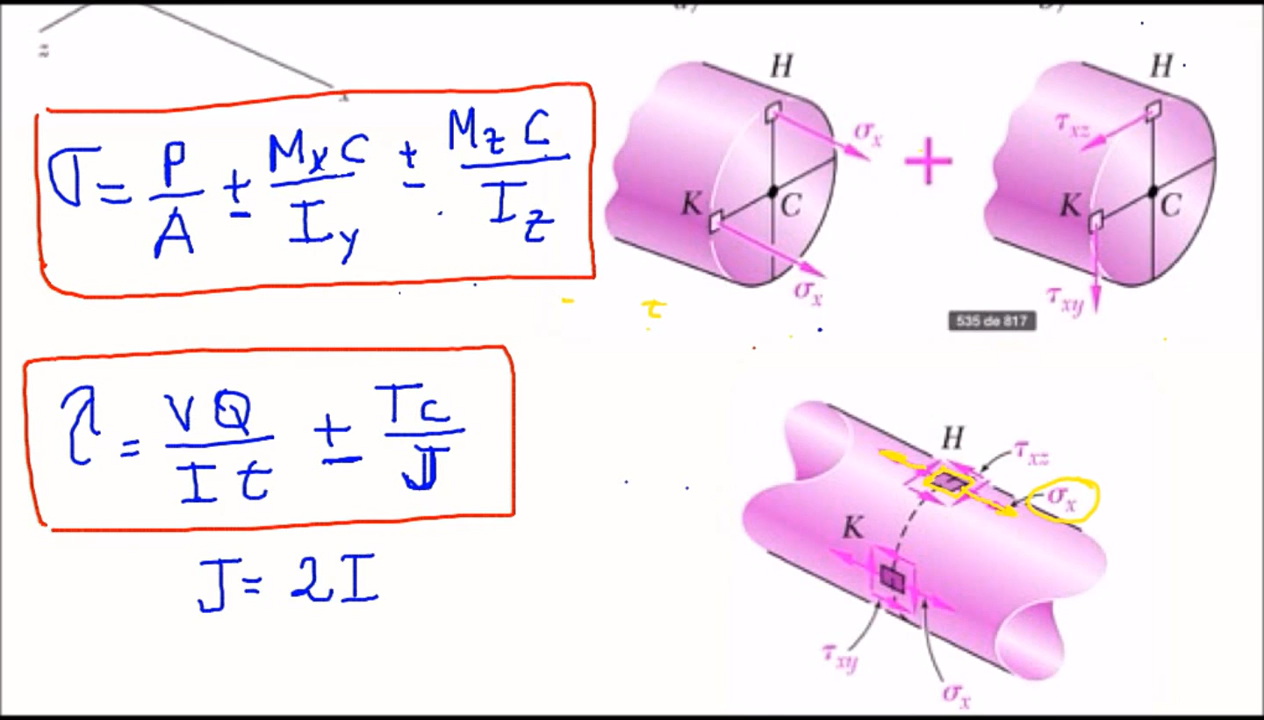 z
σ = P/A ± MxC/Iy ± MzC/Iz
H
σx
K
C
σx
+
H
τxz
K
C
τxy
535 de 817
- τ
τ = VQ/It ± Tc/J
J = 2I
H
τxz
σx
K
τxy
σx